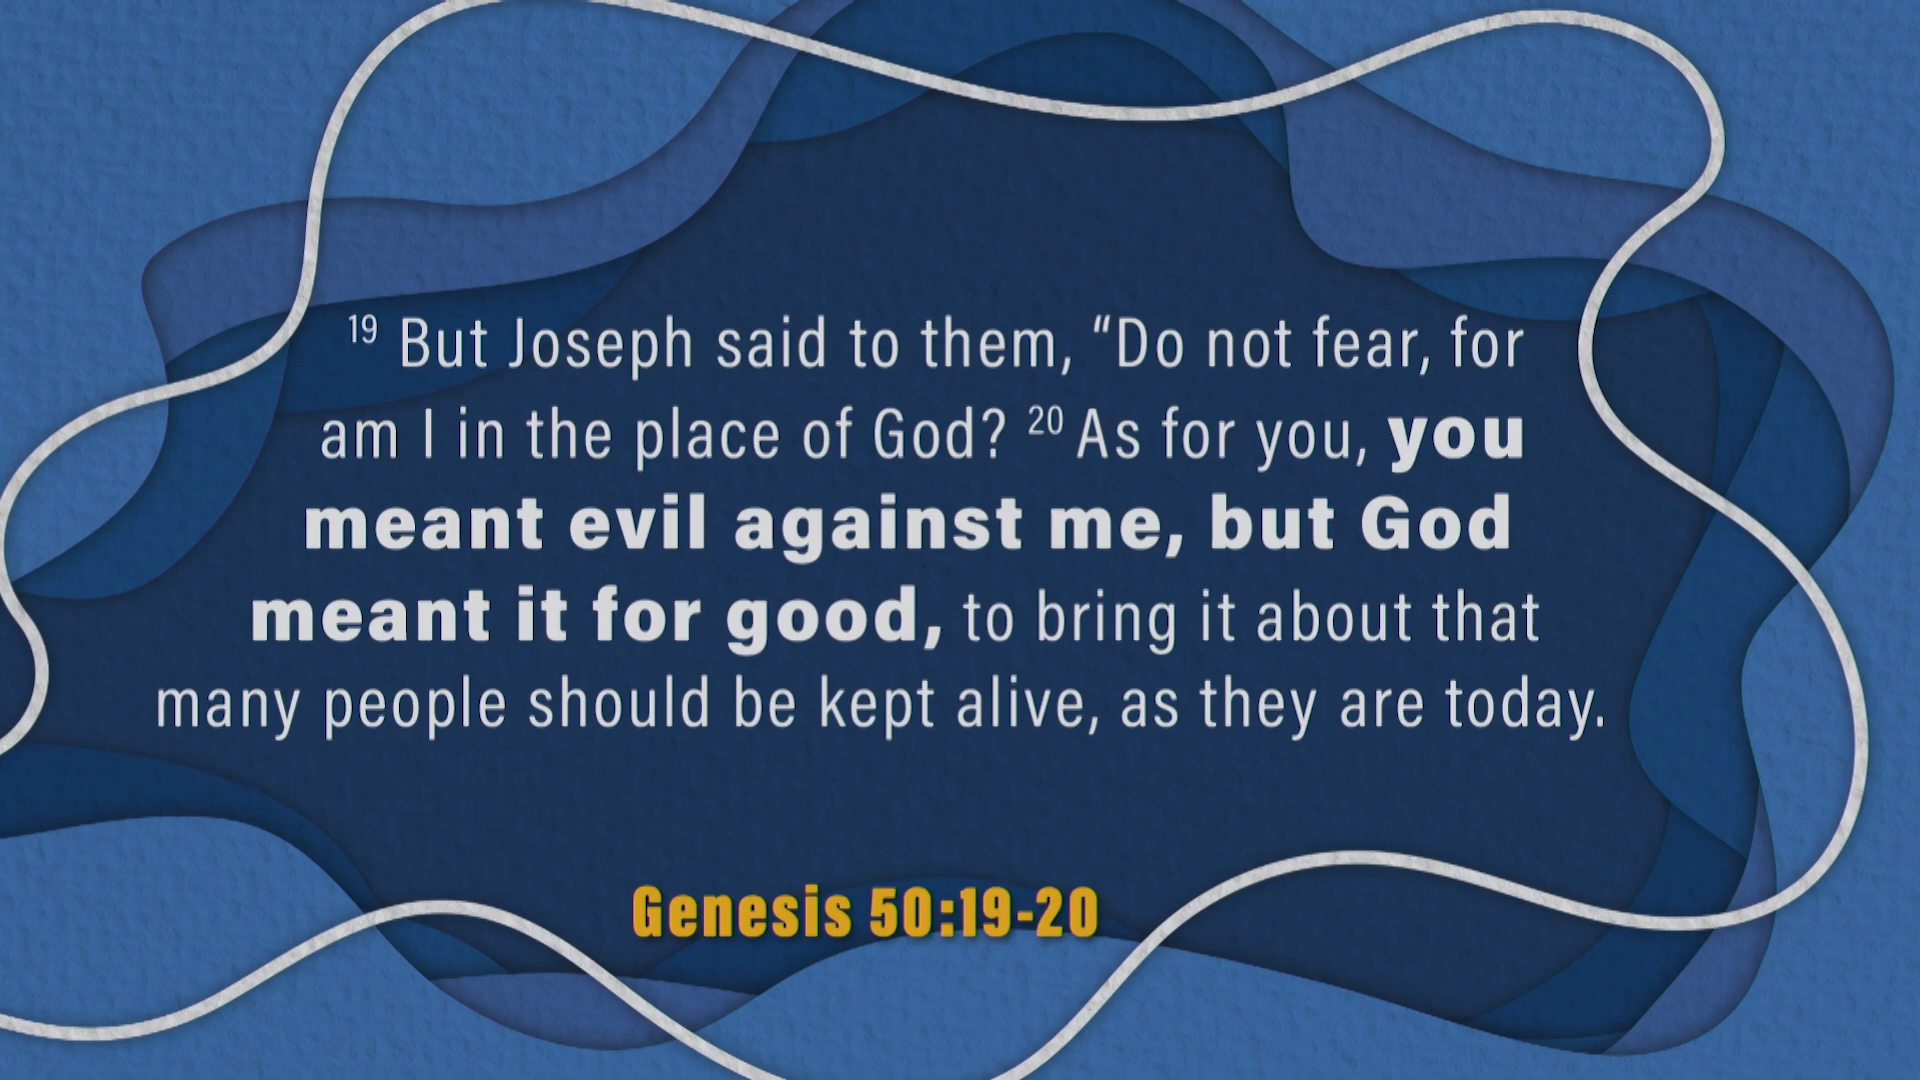 19 But Joseph said to them, “Do not fear, for
am I in the place of God? 20 As for you, you
meant evil against me, but God
meant it for good, to bring it about that
many people should be kept alive, as they are today.
Genesis 50:19-20